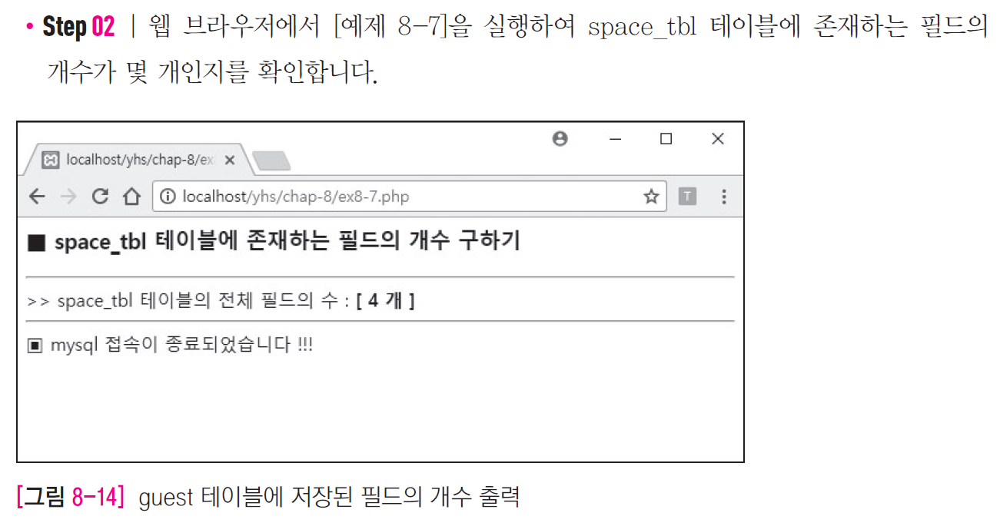 • Step 02 | 웹 브라우저에서 [예제 8-7]을 실행하여 space_tbl 테이블에 존재하는 필드의
개수가 몇 개인지를 확인합니다.
localhost/yhs/chap-8/ex
localhost/yhs/chap-8/ex8-7.php
T
■ space_tbl 테이블에 존재하는 필드의 개수 구하기
>> space_tbl 테이블의 전체 필드의 수 : [ 4 개 ]
▣ mysql 접속이 종료되었습니다 !!!
[그림 8-14] guest 테이블에 저장된 필드의 개수 출력